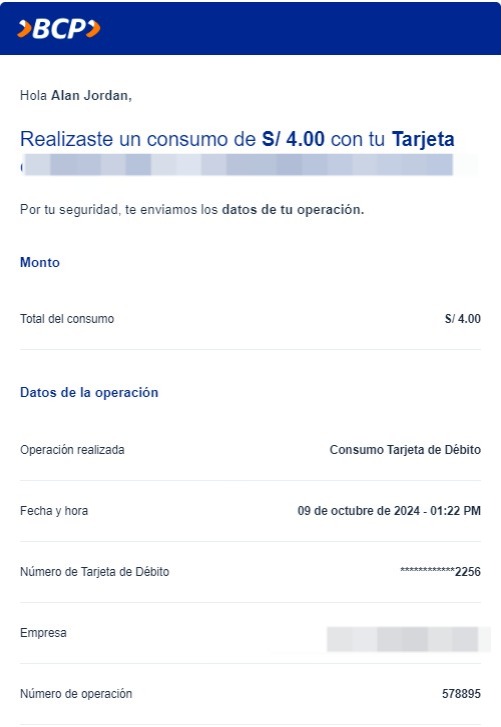 BCP
Hola Alan Jordan,
Realizaste un consumo de S/ 4.00 con tu Tarjeta
Por tu seguridad, te enviamos los datos de tu operación.
Monto
Total del consumo S/ 4.00
Datos de la operación
Operación realizada Consumo Tarjeta de Débito
Fecha y hora 09 de octubre de 2024 - 01:22 PM
Número de Tarjeta de Débito ************2256
Empresa
Número de operación 578895